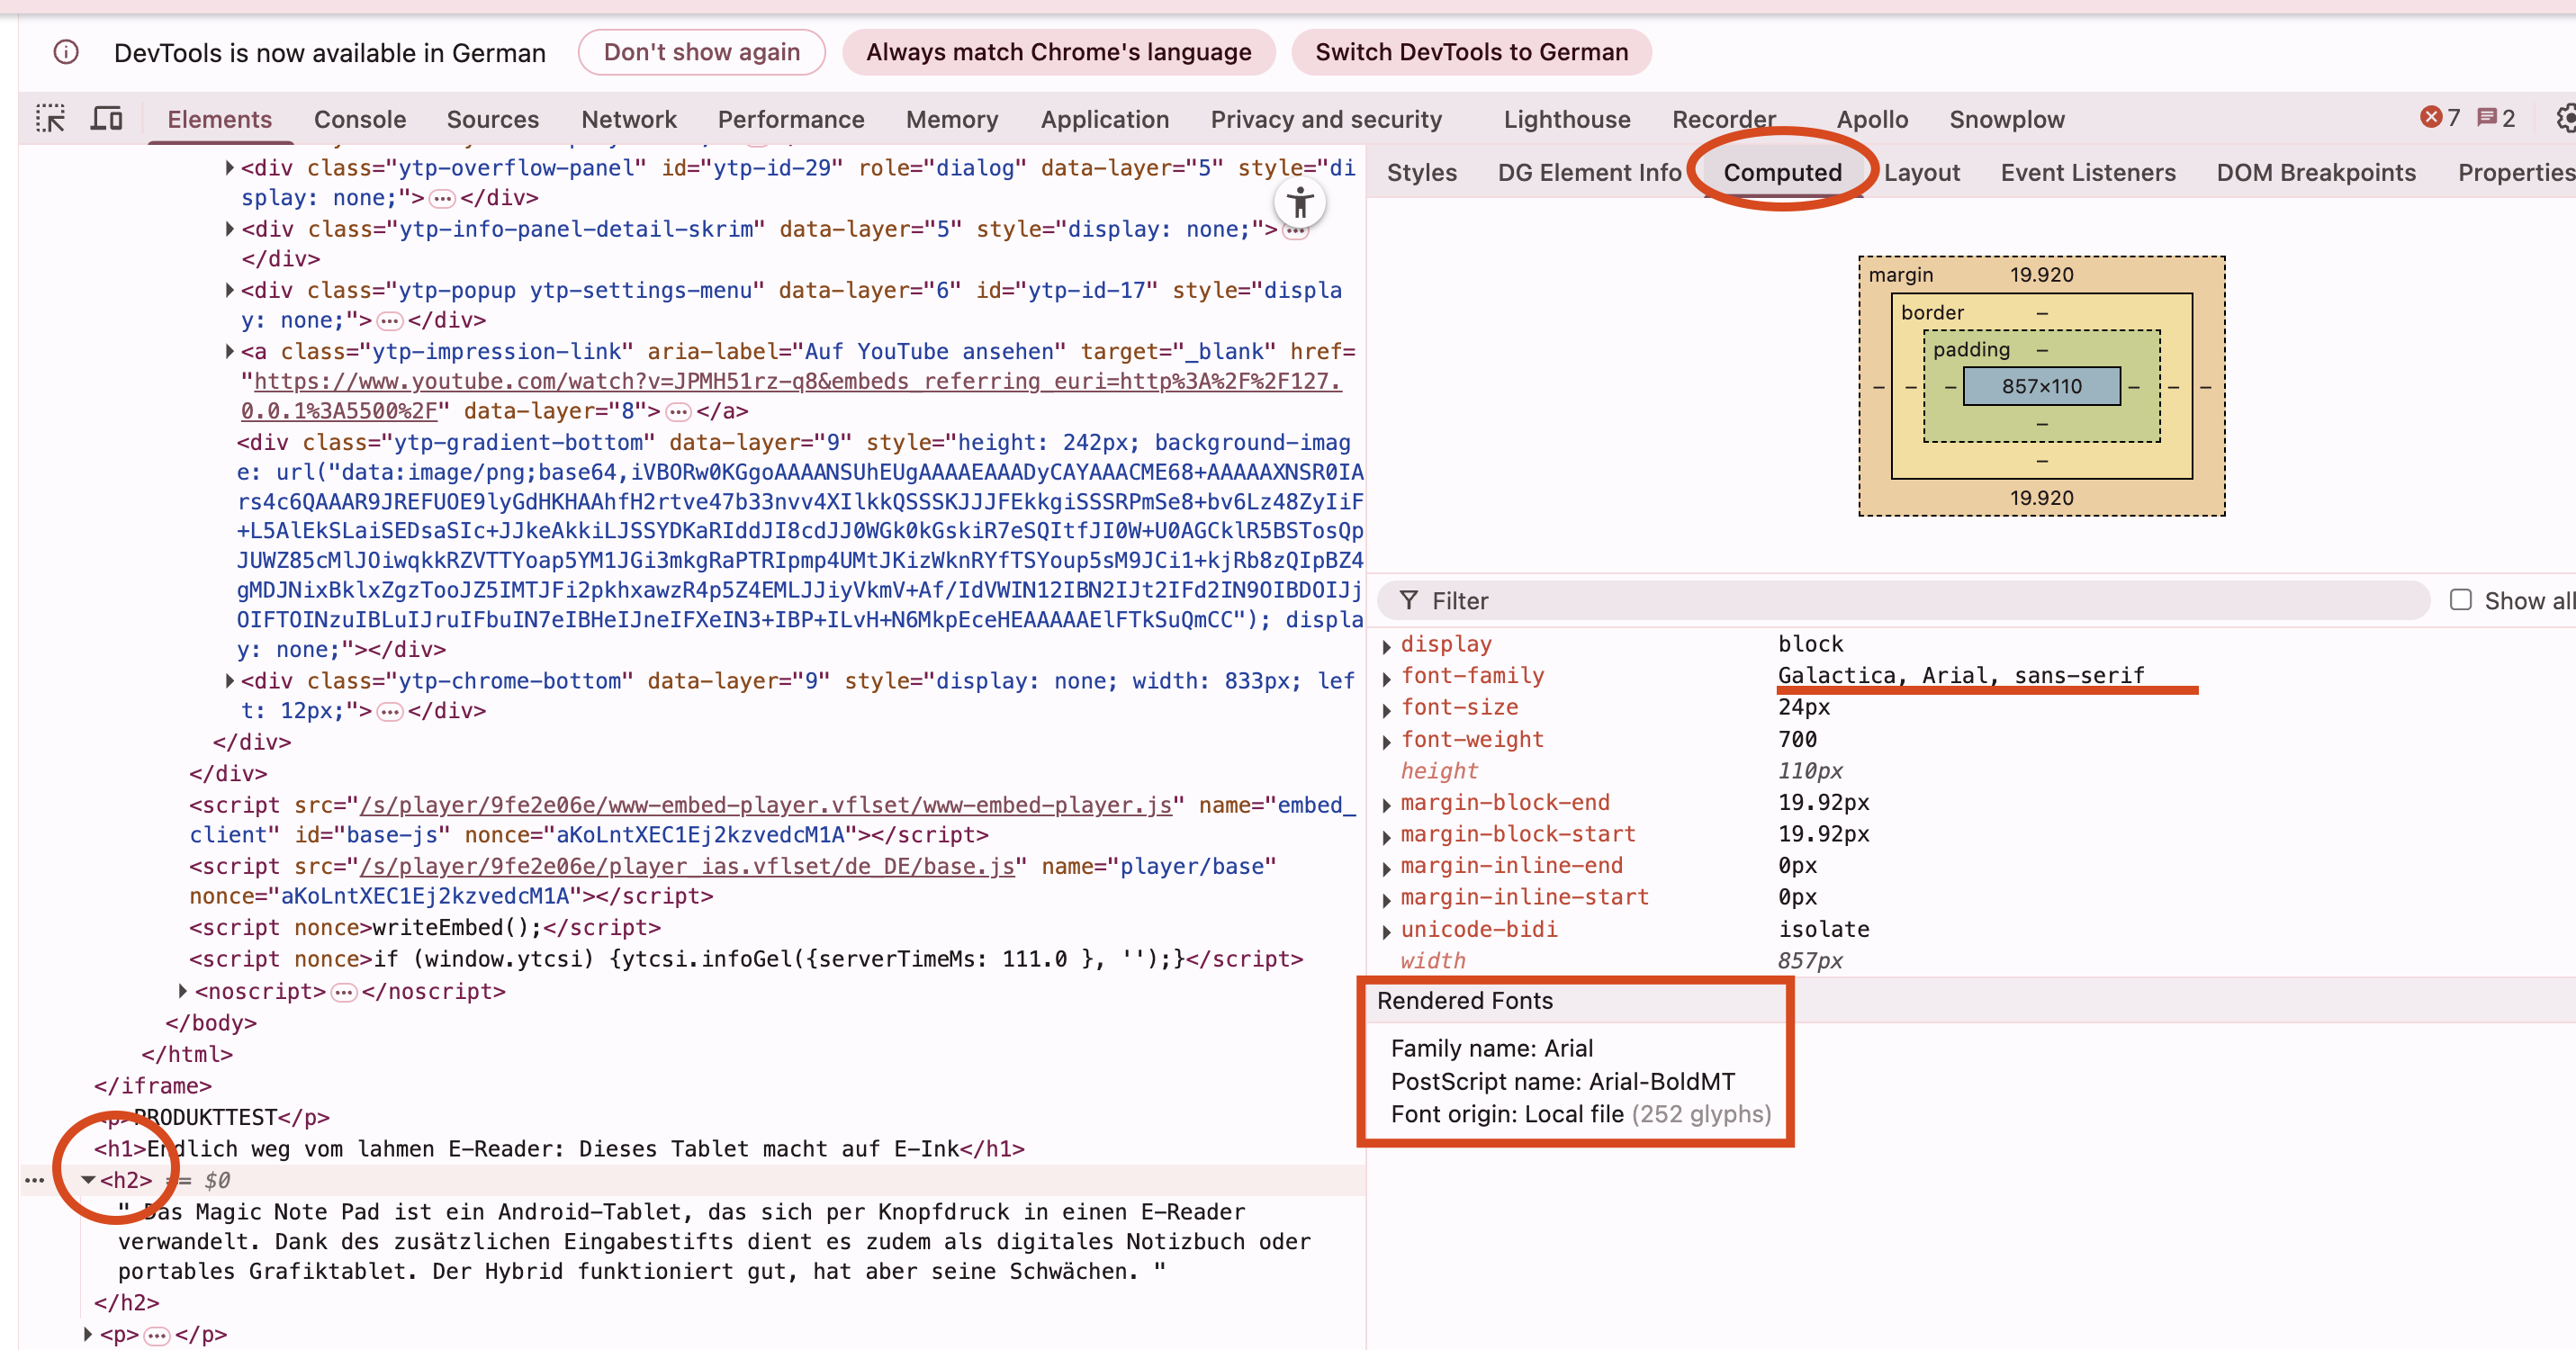 DevTools is now available in German Don't show again Always match Chrome's language Switch DevTools to German
Elements Console Sources Network Performance Memory Application Privacy and security Lighthouse Recorder Apollo Snowplow 7 2
<div class="ytp-overflow-panel" id="ytp-id-29" role="dialog" data-layer="5" style="di
splay: none;"> … </div>
<div class="ytp-info-panel-detail-skrim" data-layer="5" style="display: none;"> …
</div>
<div class="ytp-popup ytp-settings-menu" data-layer="6" id="ytp-id-17" style="displa
y: none;"> … </div>
<a class="ytp-impression-link" aria-label="Auf YouTube ansehen" target="_blank" href=
"https://www.youtube.com/watch?v=JPMH51rz-q8&embeds_referring_euri=http%3A%2F%2F127.
0.0.1%3A5500%2F" data-layer="8"> … </a>
<div class="ytp-gradient-bottom" data-layer="9" style="height: 242px; background-imag
e: url("data:image/png;base64,iVBORw0KGgoAAAANSUhEUgAAAAEAAADyCAYAAACME68+AAAAAXNSR0IA
rs4c6QAAAR9JREFUOE9lyGdHKHAAhfH2rtve47b33nvv4XIlkkQSSSKJJJFEkkgiSSSRPmSe8+bv6Lz48ZyIiF
+L5AlEkSLaiSEDsaSIc+JJkeAkkiLJSSYDKaRIddJI8cdJJ0WGk0kGskiR7eSQItfJI0W+U0AGCklR5BSTosQp
JUWZ85cMlJOiwqkkRZVTTYoap5YM1JGi3mkgRaPTRIpmp4UMtJKizWknRYfTSYoup5sM9JCi1+kjRb8zQIpBZ4
gMDJNixBklxZgzTooJZ5IMTJFi2pkhxawzR4p5Z4EMLJJiyVkmV+Af/IdVWIN12IBN2IJt2IFd2IN9OIBDOIJj
OIFTOINzuIBLuIJruIFbuIN7eIBHeIJneIFXeIN3+IBP+ILvH+N6MkpEceHEAAAAAElFTkSuQmCC"); displa
y: none;"></div>
<div class="ytp-chrome-bottom" data-layer="9" style="display: none; width: 833px; lef
t: 12px;"> … </div>
</div>
</div>
<script src="/s/player/9fe2e06e/www-embed-player.vflset/www-embed-player.js" name="embed_
client" id="base-js" nonce="aKoLntXEC1Ej2kzvedcM1A"></script>
<script src="/s/player/9fe2e06e/player_ias.vflset/de_DE/base.js" name="player/base"
nonce="aKoLntXEC1Ej2kzvedcM1A"></script>
<script nonce>writeEmbed();</script>
<script nonce>if (window.ytcsi) {ytcsi.infoGel({serverTimeMs: 111.0 }, '');}</script>
<noscript> … </noscript>
</body>
</html>
</iframe>
<p>PRODUKTTEST</p>
<h1>Endlich weg vom lahmen E-Reader: Dieses Tablet macht auf E-Ink</h1>
… <h2> == $0
" Das Magic Note Pad ist ein Android-Tablet, das sich per Knopfdruck in einen E-Reader
verwandelt. Dank des zusätzlichen Eingabestifts dient es zudem als digitales Notizbuch oder
portables Grafiktablet. Der Hybrid funktioniert gut, hat aber seine Schwächen. "
</h2>
<p> … </p>
Styles DG Element Info Computed Layout Event Listeners DOM Breakpoints Properties
margin 19.920
border –
padding –
– – – 857×110 – – –
–
–
19.920
Filter Show all
display block
font-family Galactica, Arial, sans-serif
font-size 24px
font-weight 700
height 110px
margin-block-end 19.92px
margin-block-start 19.92px
margin-inline-end 0px
margin-inline-start 0px
unicode-bidi isolate
width 857px
Rendered Fonts
Family name: Arial
PostScript name: Arial-BoldMT
Font origin: Local file (252 glyphs)